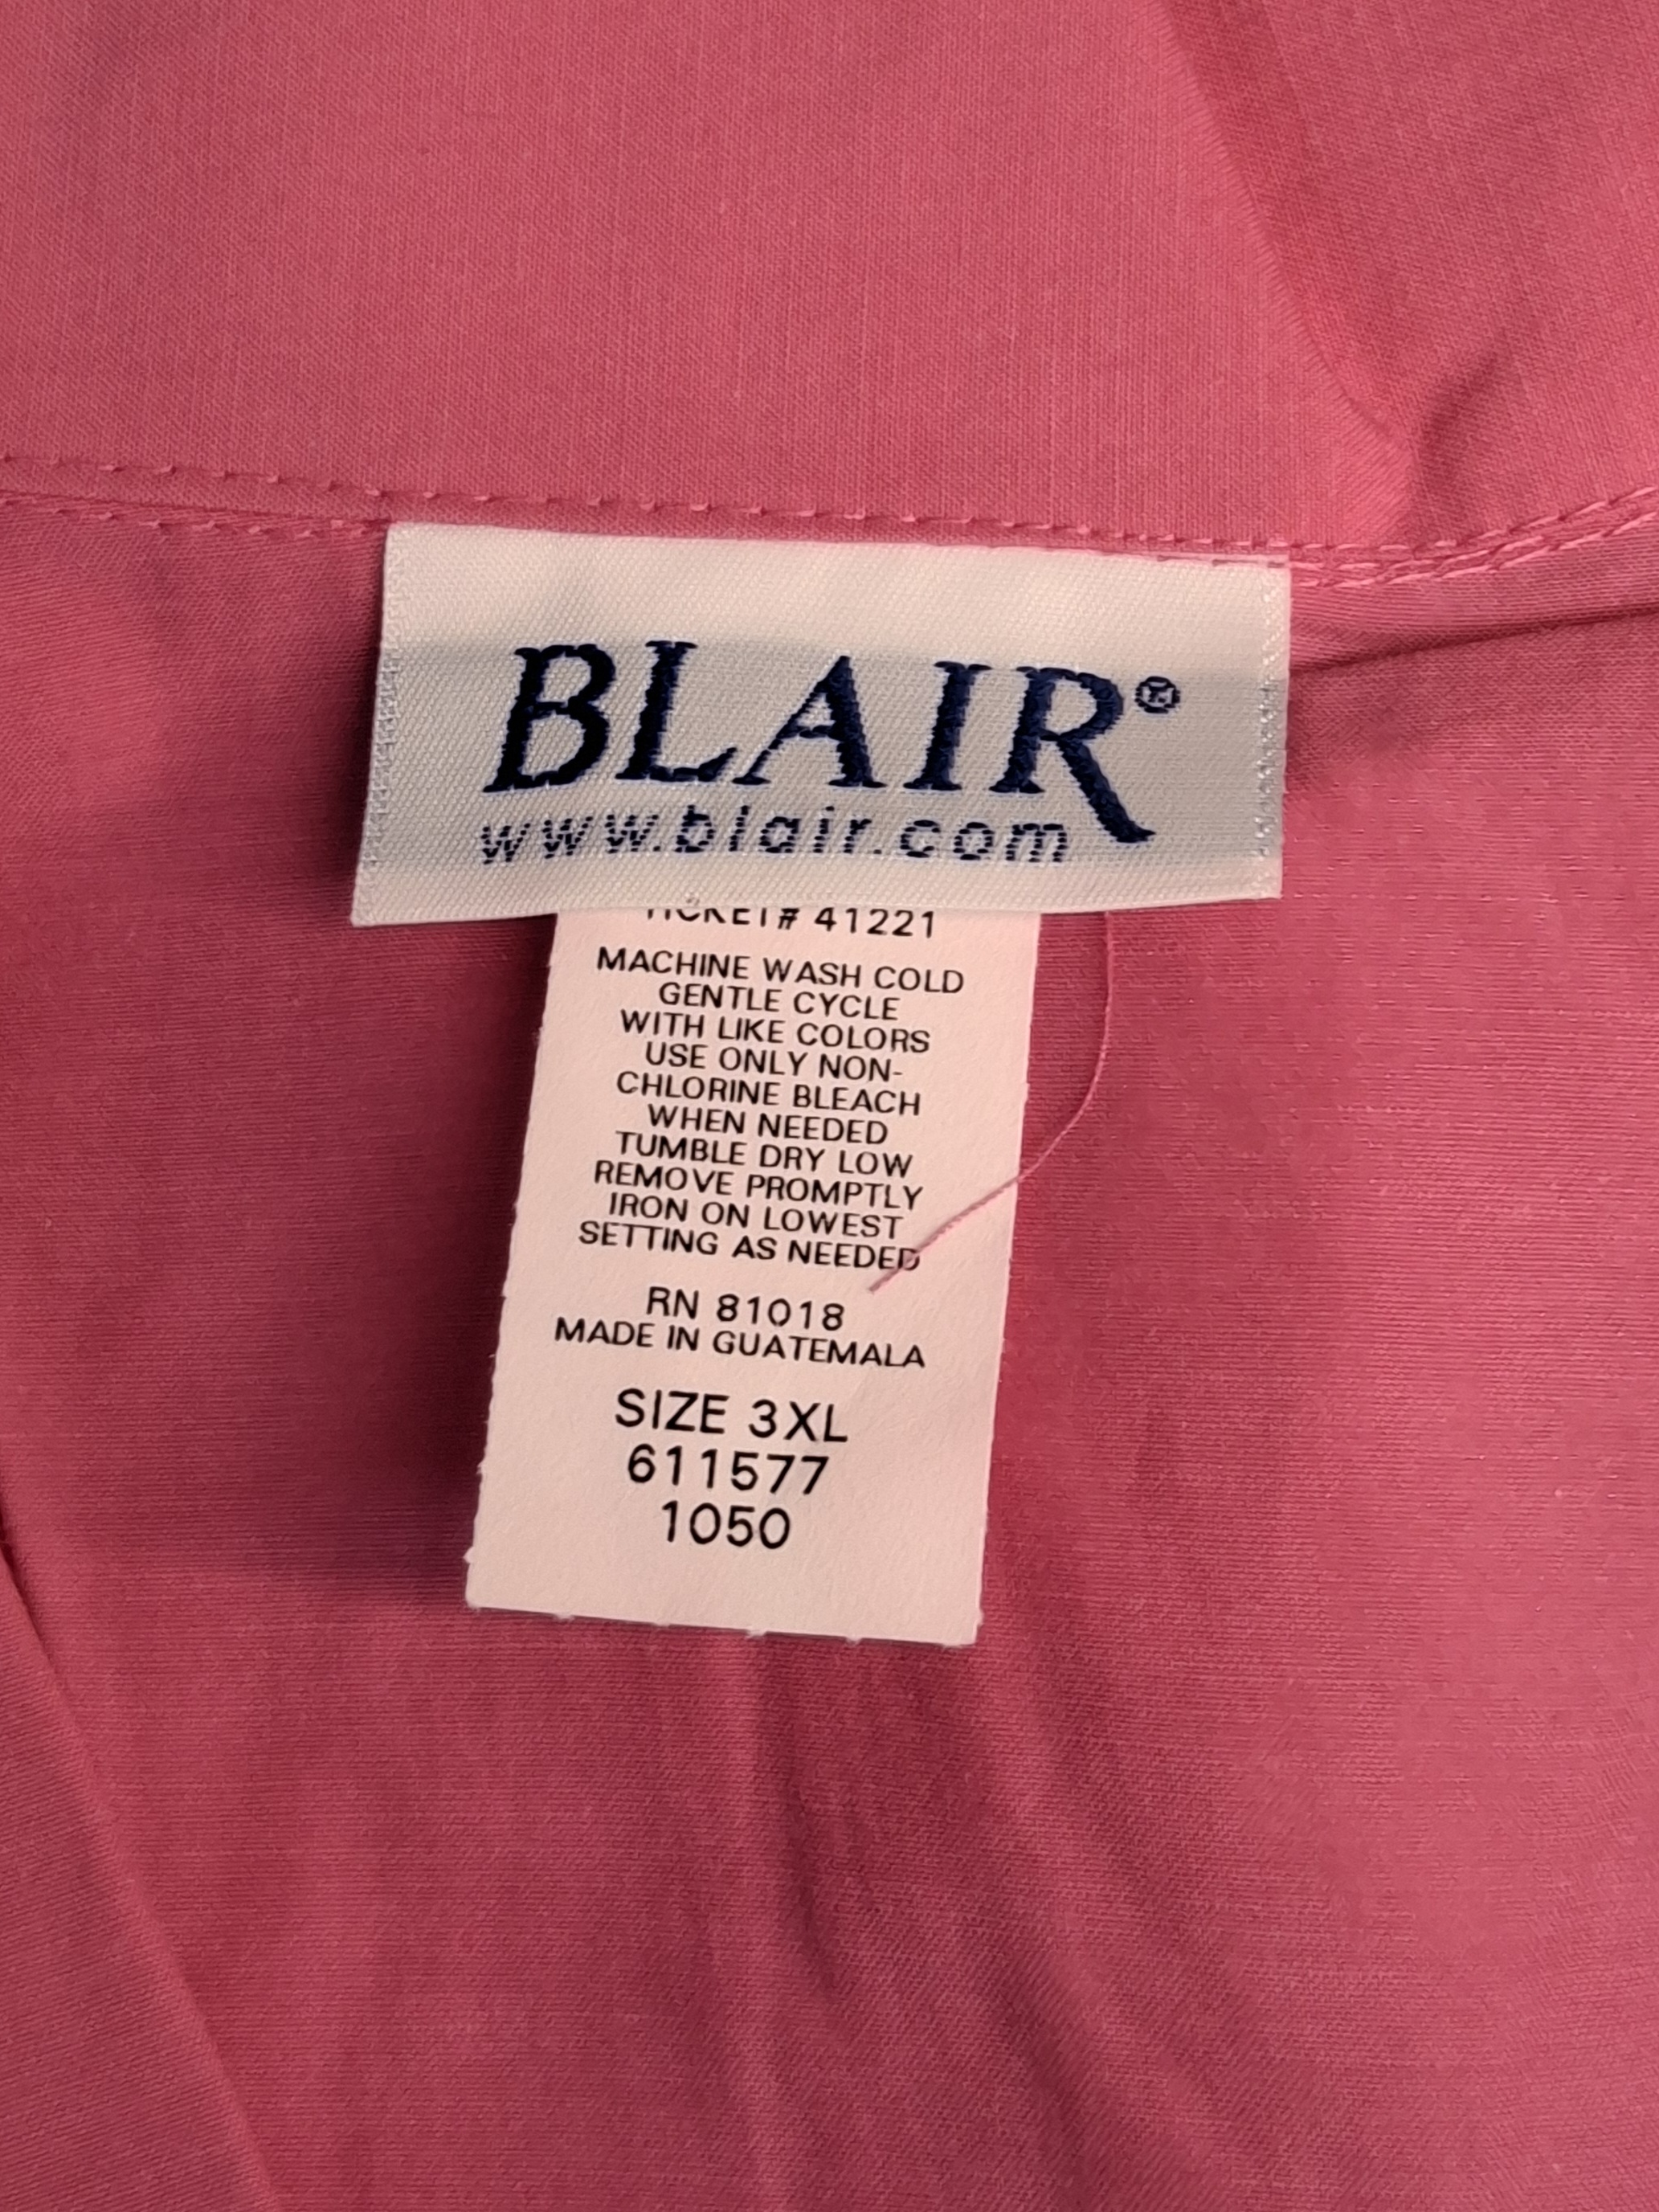 BLAIR®
www.blair.com
TICKET# 41221
MACHINE WASH COLD
GENTLE CYCLE
WITH LIKE COLORS
USE ONLY NON-
CHLORINE BLEACH
WHEN NEEDED
TUMBLE DRY LOW
REMOVE PROMPTLY
IRON ON LOWEST
SETTING AS NEEDED
RN 81018
MADE IN GUATEMALA
SIZE 3XL
611577
1050